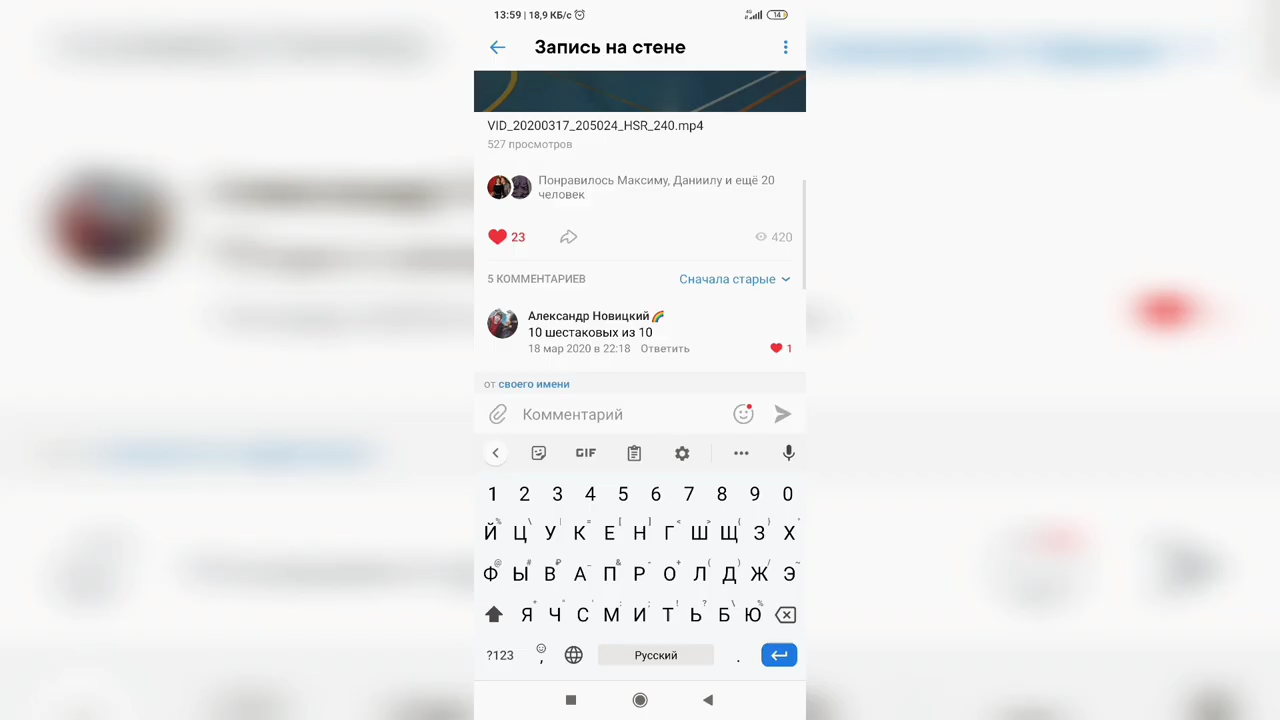 13:59 | 18,9 КБ/с
4G 14
Запись на стене
VID_20200317_205024_HSR_240.mp4
527 просмотров
Понравилось Максиму, Даниилу и ещё 20
человек
23
420
5 КОММЕНТАРИЕВ
Сначала старые
Александр Новицкий🌈
10 шестаковых из 10
18 мар 2020 в 22:18 Ответить
1
от своего имени
Комментарий
GIF
1 2 3 4 5 6 7 8 9 0
Й Ц У К Е Н Г Ш Щ З Х
Ф Ы В А П Р О Л Д Ж Э
Я Ч С М И Т Ь Б Ю
?123 , Русский .